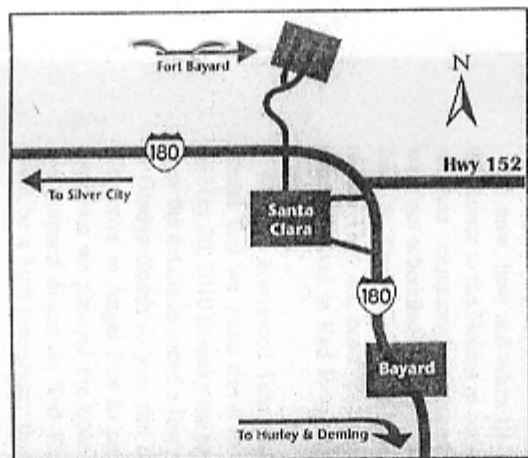 Fort Bayard
N
180
Hwy 152
To Silver City
Santa
Clara
180
Bayard
To Hurley & Deming